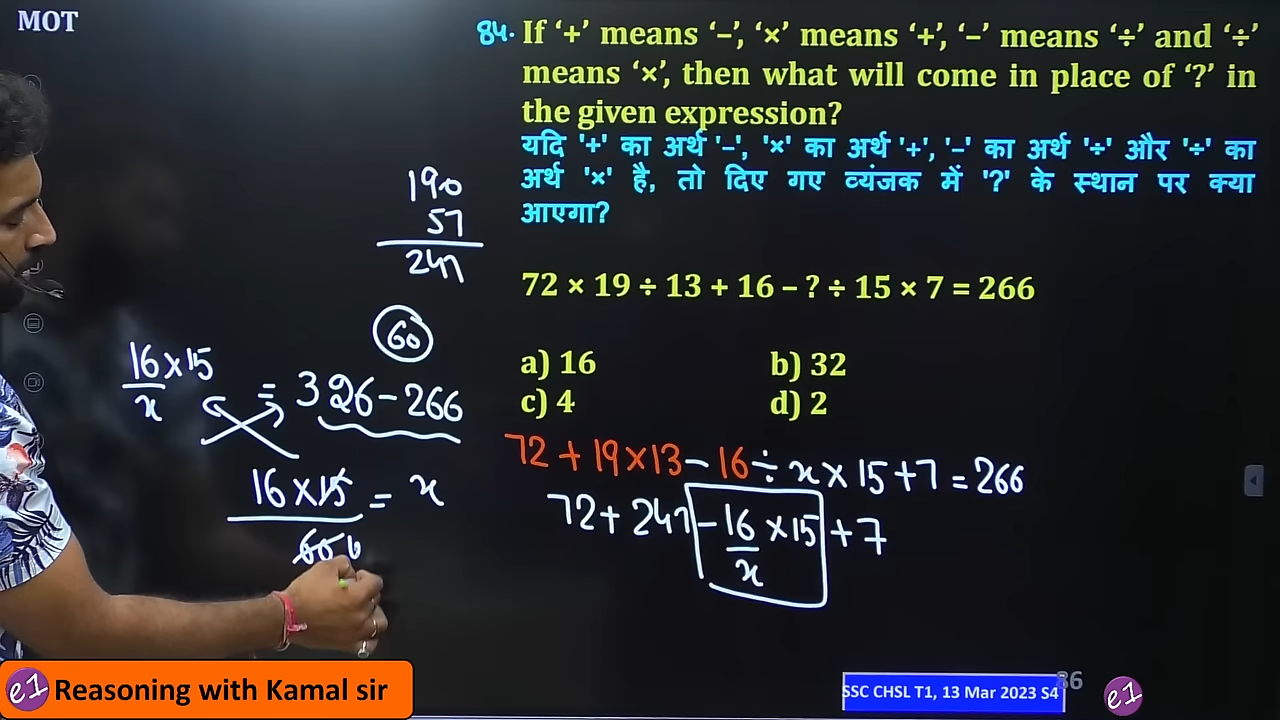 MOT
84. If ‘+’ means ‘–’, ‘×’ means ‘+’, ‘–’ means ‘÷’ and ‘÷’
means ‘×’, then what will come in place of ‘?’ in
the given expression?
यदि '+' का अर्थ '–', '×' का अर्थ '+', '–' का अर्थ '÷' और '÷' का
अर्थ '×' है, तो दिए गए व्यंजक में '?' के स्थान पर क्या
आएगा?
190
57
247
72 × 19 ÷ 13 + 16 – ? ÷ 15 × 7 = 266
60
a) 16 b) 32
c) 4 d) 2
16×15
x
= 326-266
72+19×13-16÷x×15+7=266
16×15 = x
72+247-16×15+7
x
Reasoning with Kamal sir
SSC CHSL T1, 13 Mar 2023 S4
86
e1
e1